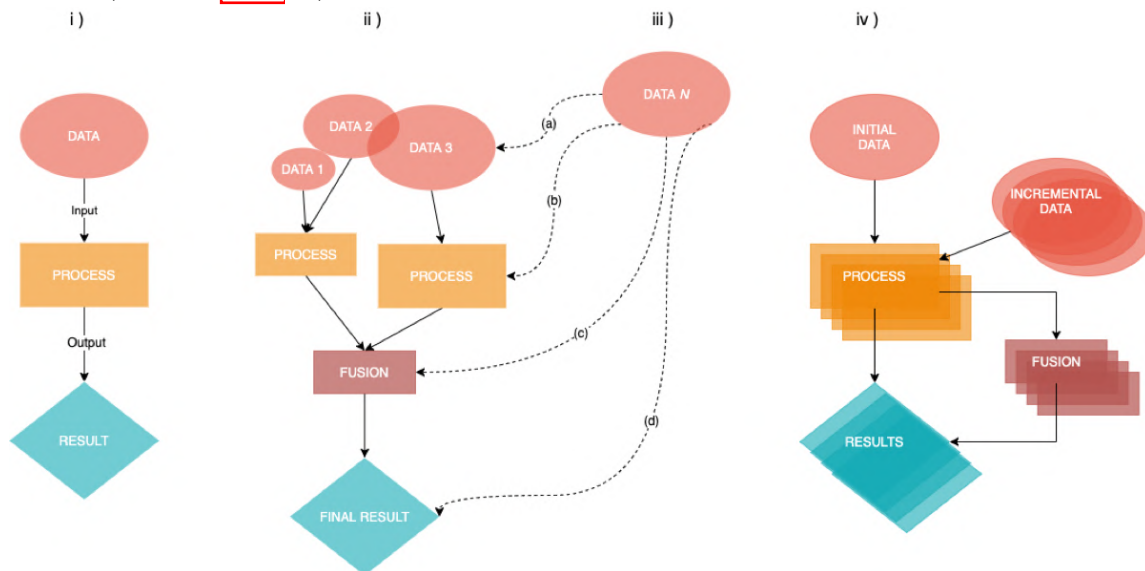 i )
ii )
iii )
iv )
DATA
Input
PROCESS
Output
RESULT
DATA 2
DATA 1
DATA 3
PROCESS
PROCESS
FUSION
FINAL RESULT
DATA N
(a)
(b)
(c)
(d)
INITIAL
DATA
INCREMENTAL
DATA
PROCESS
FUSION
RESULTS